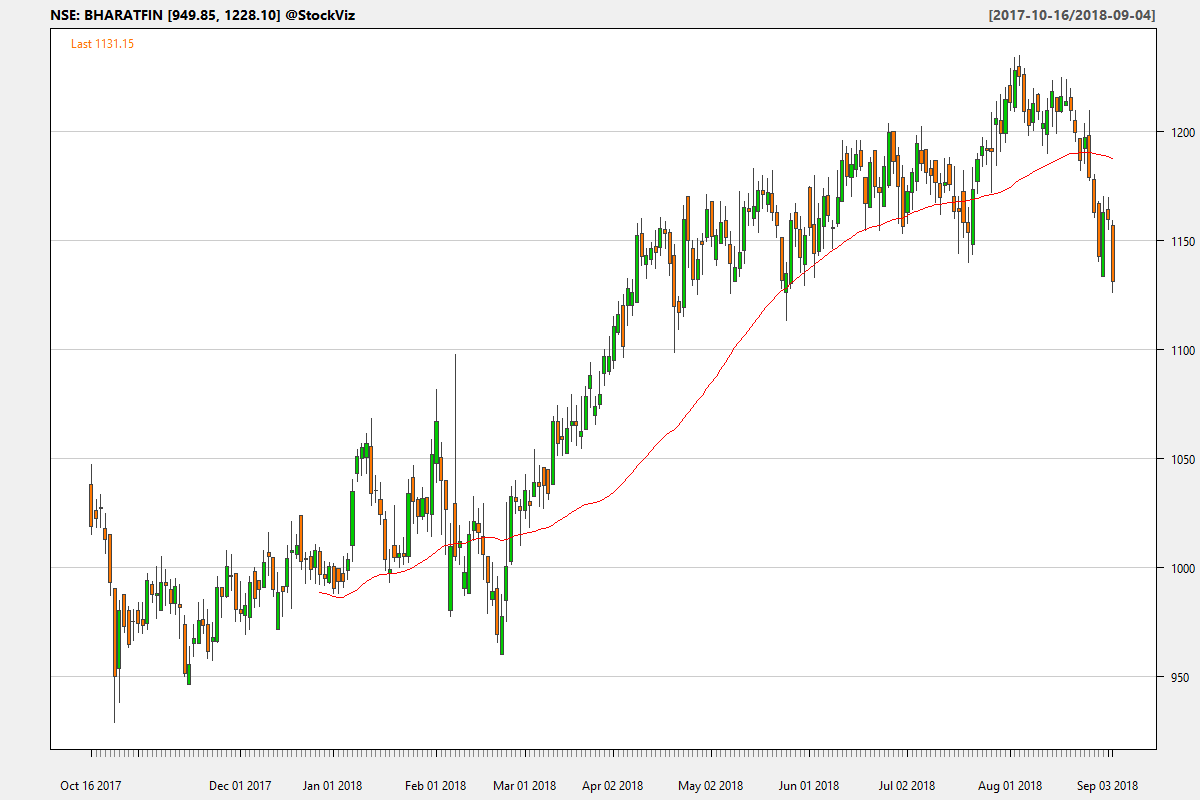 NSE: BHARATFIN [949.85, 1228.10] @StockViz [2017-10-16/2018-09-04]
Last 1131.15
1200
1150
1100
1050
1000
950
Oct 16 2017 Dec 01 2017 Jan 01 2018 Feb 01 2018 Mar 01 2018 Apr 02 2018 May 02 2018 Jun 01 2018 Jul 02 2018 Aug 01 2018 Sep 03 2018